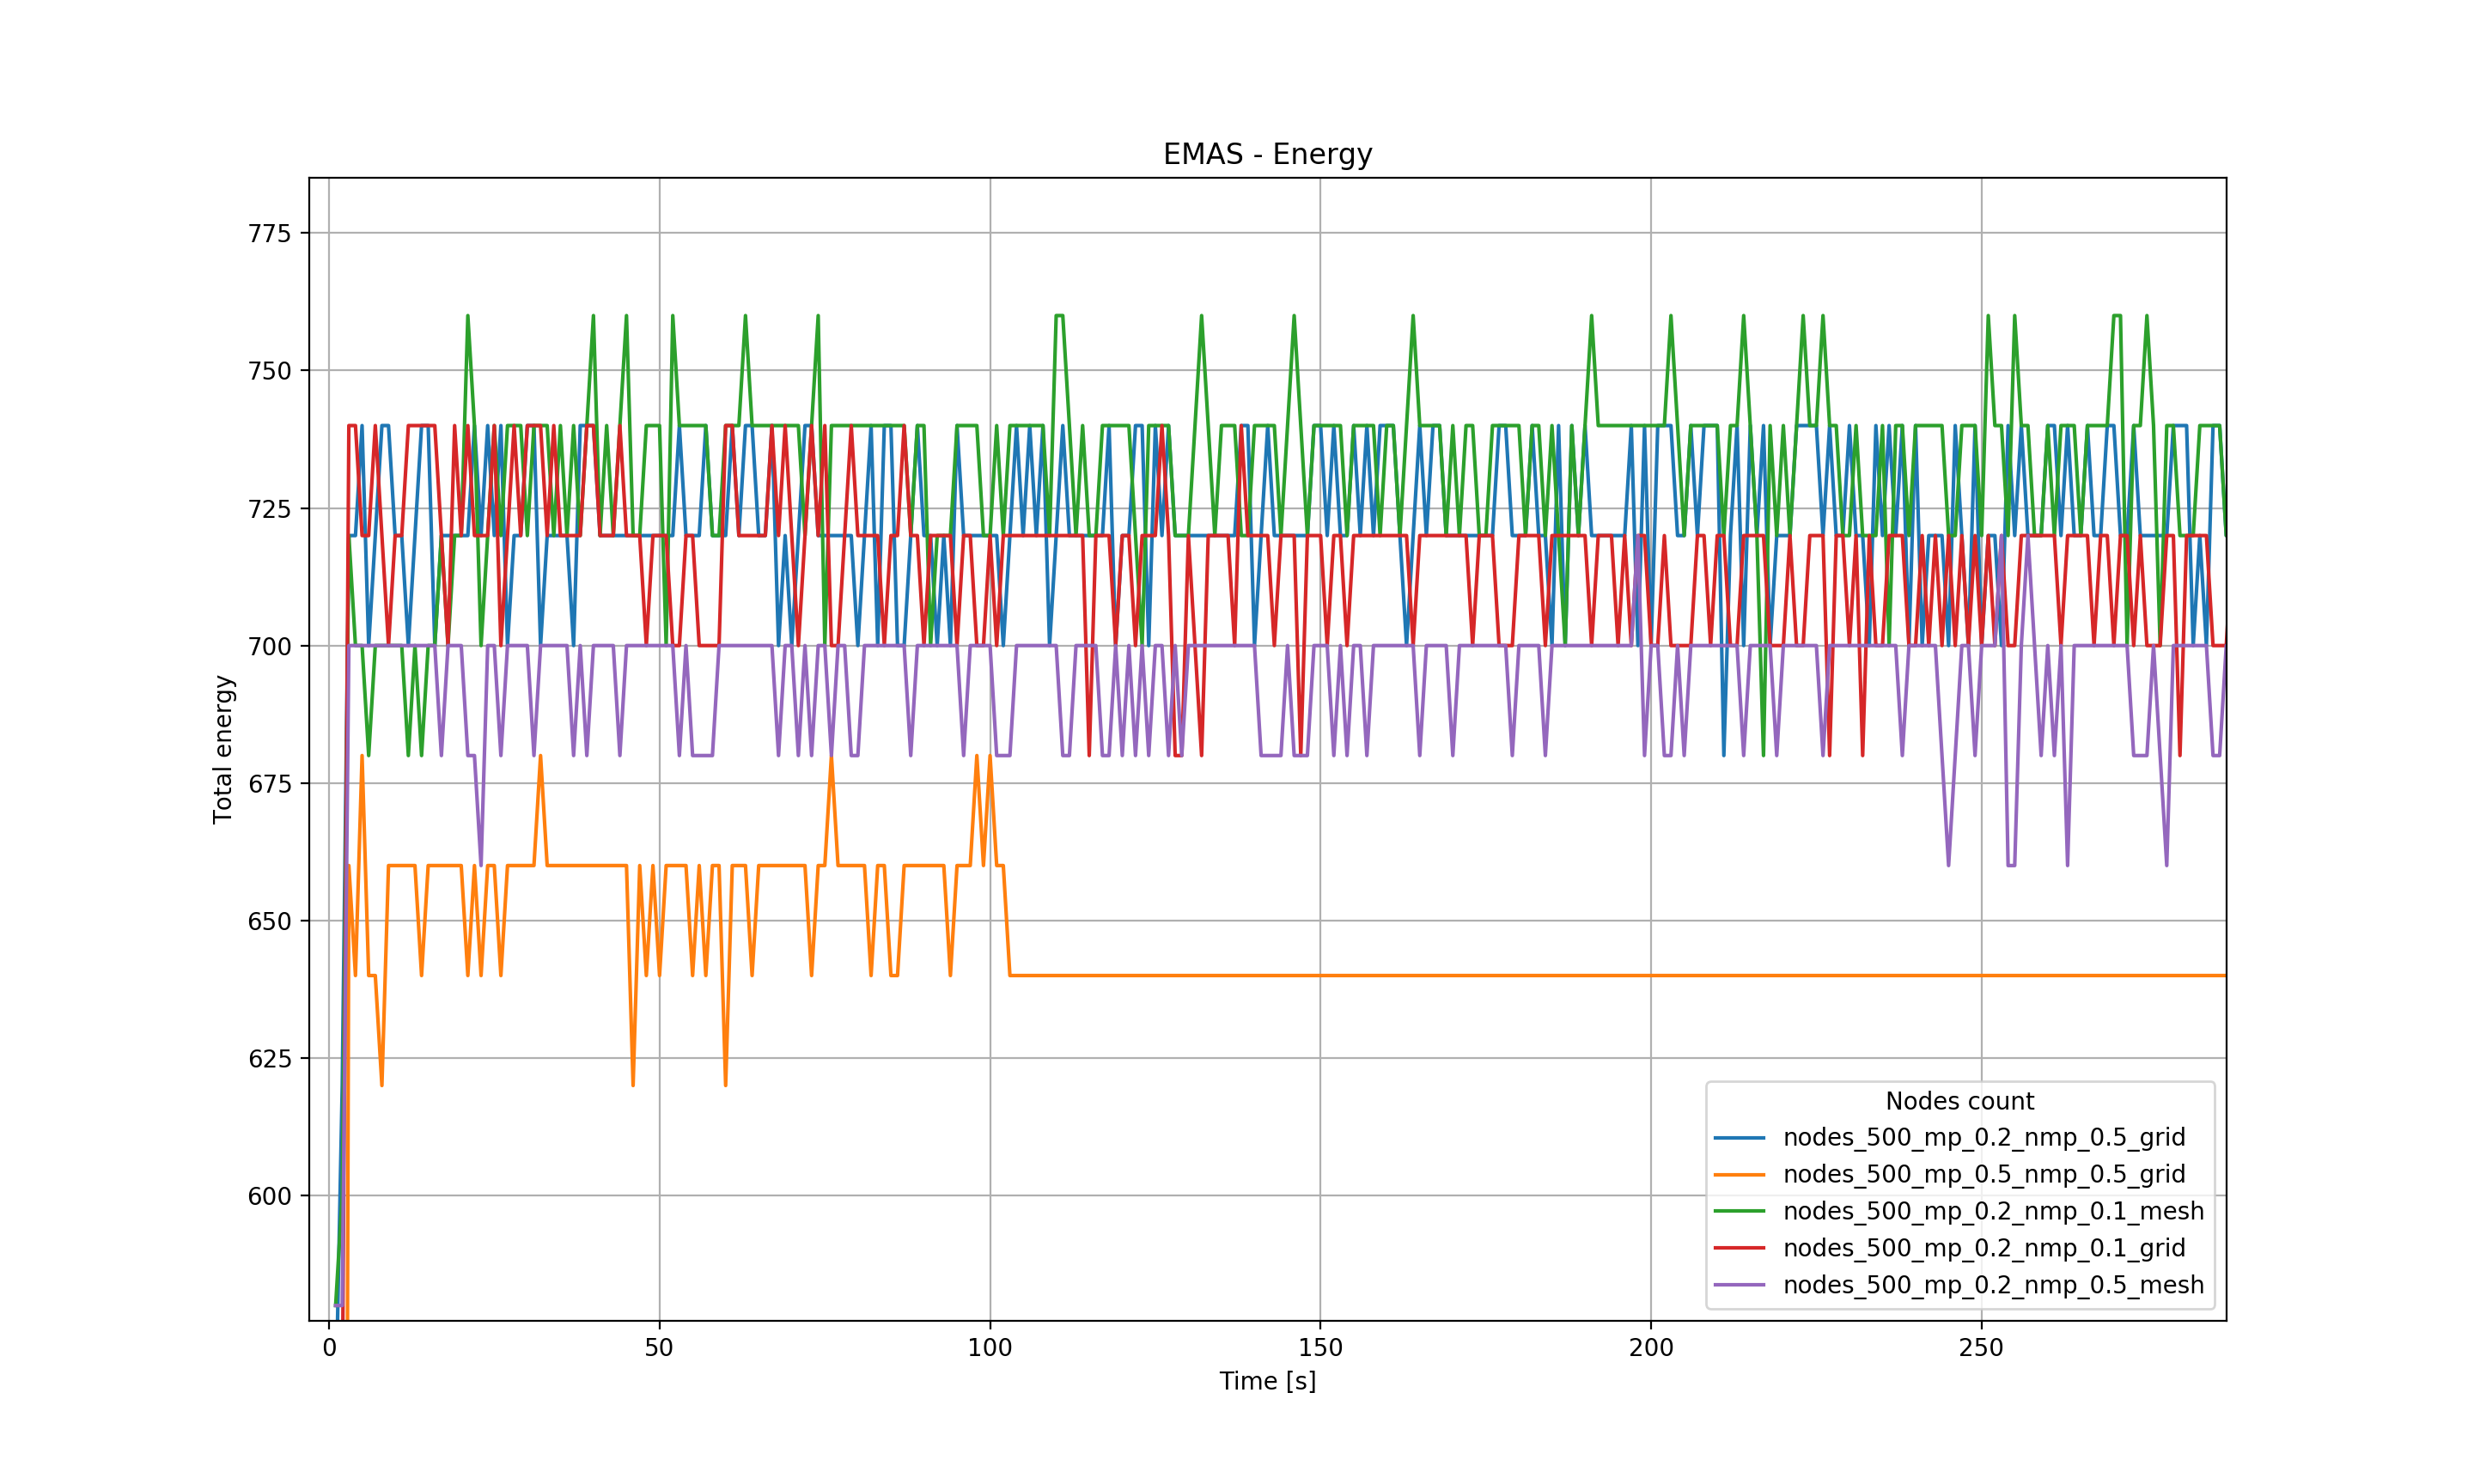 EMAS - Energy
775
750
725
700
675
650
625
600
Total energy
0 50 100 150 200 250
Time [s]
Nodes count
nodes_500_mp_0.2_nmp_0.5_grid
nodes_500_mp_0.5_nmp_0.5_grid
nodes_500_mp_0.2_nmp_0.1_mesh
nodes_500_mp_0.2_nmp_0.1_grid
nodes_500_mp_0.2_nmp_0.5_mesh